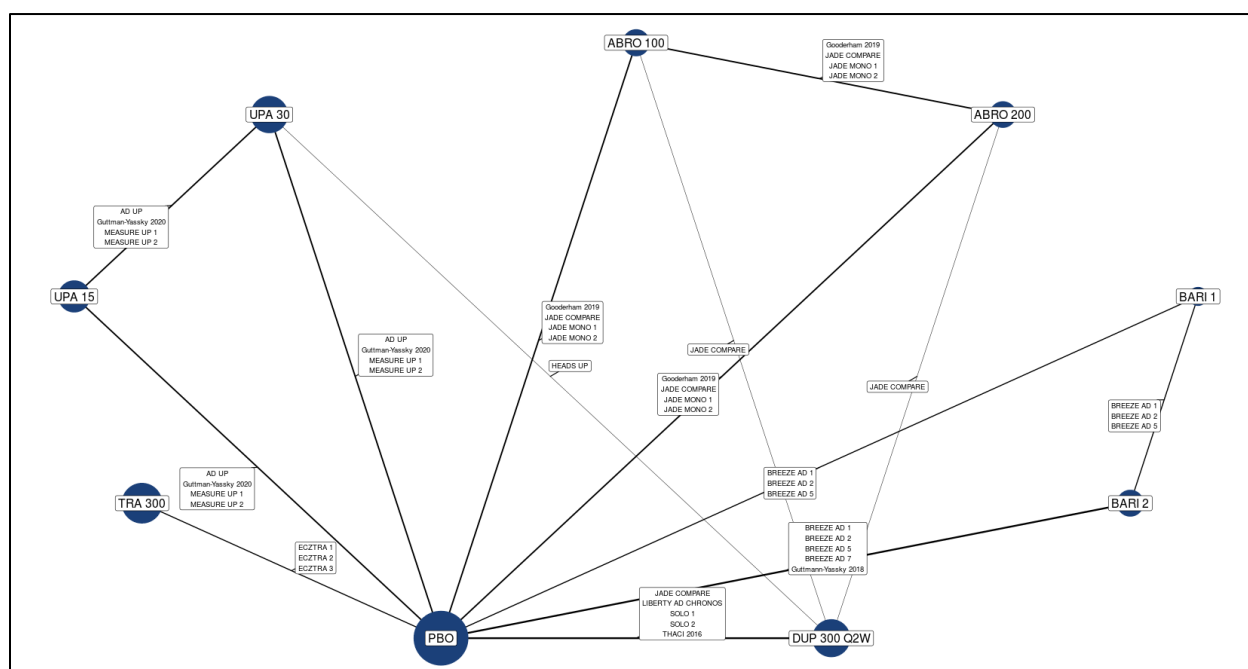 ABRO 100
Gooderham 2019
JADE COMPARE
JADE MONO 1
JADE MONO 2
UPA 30
ABRO 200
AD UP
Guttman-Yassky 2020
MEASURE UP 1
MEASURE UP 2
UPA 15
BARI 1
Gooderham 2019
JADE COMPARE
JADE MONO 1
JADE MONO 2
AD UP
Guttman-Yassky 2020
MEASURE UP 1
MEASURE UP 2
JADE COMPARE
HEADS UP
Gooderham 2019
JADE COMPARE
JADE MONO 1
JADE MONO 2
JADE COMPARE
BREEZE AD 1
BREEZE AD 2
BREEZE AD 5
AD UP
Guttman-Yassky 2020
MEASURE UP 1
MEASURE UP 2
BREEZE AD 1
BREEZE AD 2
BREEZE AD 5
TRA 300
BARI 2
BREEZE AD 1
BREEZE AD 2
BREEZE AD 5
BREEZE AD 7
Guttmann-Yassky 2018
ECZTRA 1
ECZTRA 2
ECZTRA 3
JADE COMPARE
LIBERTY AD CHRONOS
SOLO 1
SOLO 2
THACI 2016
PBO
DUP 300 Q2W